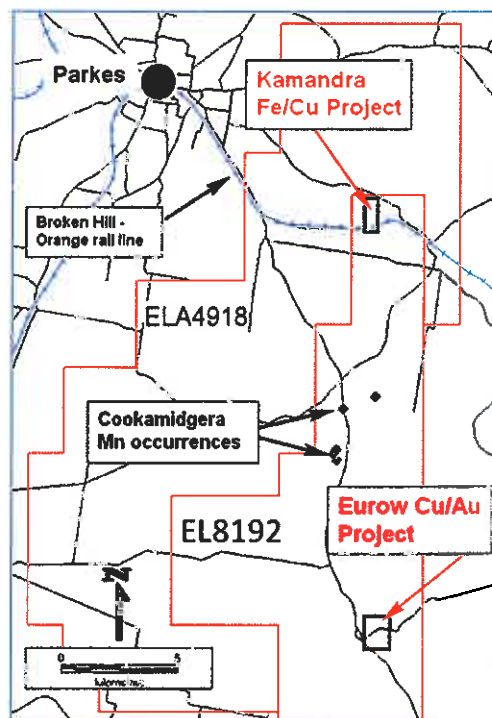 Parkes
Kamandra
Fe/Cu Project
Broken Hill -
Orange rail line
ELA4918
Cookamidgera
Mn occurrences
EL8192
Eurow Cu/Au
Project
N
0 5